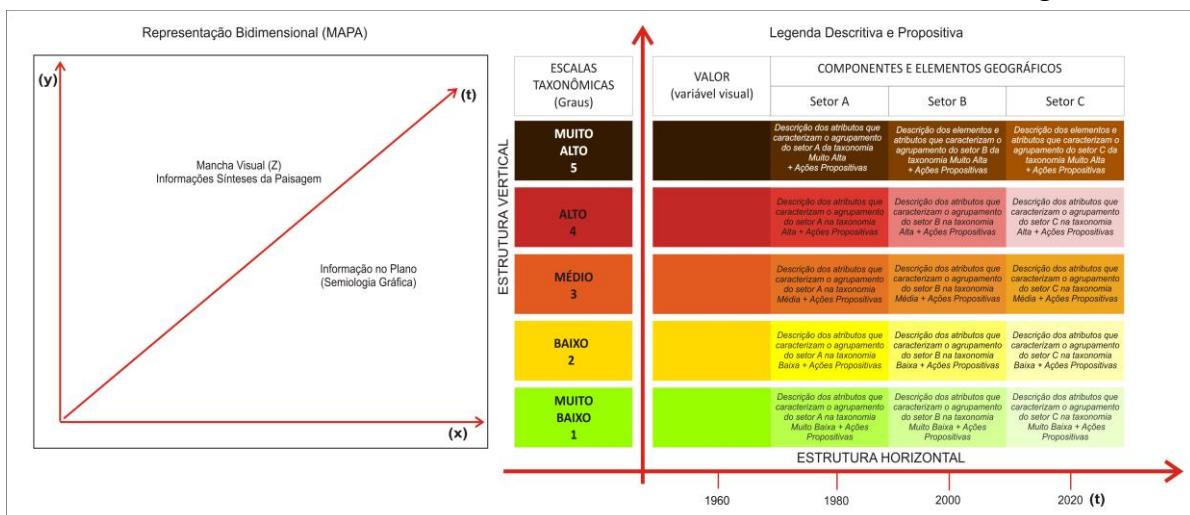 Representação Bidimensional (MAPA)
(y)
(t)
Mancha Visual (Z)
Informações Sínteses da Paisagem
Informação no Plano
(Semiologia Gráfica)
(x)
Legenda Descritiva e Propositiva
ESTRUTURA VERTICAL
ESCALAS
TAXONÔMICAS
(Graus)
VALOR
(variável visual)
COMPONENTES E ELEMENTOS GEOGRÁFICOS
Setor A
Setor B
Setor C
MUITO
ALTO
5
Descrição dos atributos que
caracterizam o agrupamento
do setor A da taxonomia
Muito Alta
+ Ações Propositivas
Descrição dos elementos e
atributos que caracterizam o
agrupamento do setor B da
taxonomia Muito Alta
+ Ações Propositivas
Descrição dos elementos e
atributos que caracterizam o
agrupamento do setor C da
taxonomia Muito Alta
+ Ações Propositivas
ALTO
4
Descrição dos atributos que
caracterizam o agrupamento
do setor A na taxonomia
Alta + Ações Propositivas
Descrição dos atributos que
caracterizam o agrupamento
do setor B na taxonomia
Alta + Ações Propositivas
Descrição dos atributos que
caracterizam o agrupamento
do setor C na taxonomia
Alta + Ações Propositivas
MÉDIO
3
Descrição dos atributos que
caracterizam o agrupamento
do setor A na taxonomia
Média + Ações Propositivas
Descrição dos atributos que
caracterizam o agrupamento
do setor B na taxonomia
Média + Ações Propositivas
Descrição dos atributos que
caracterizam o agrupamento
do setor C na taxonomia
Média + Ações Propositivas
BAIXO
2
Descrição dos atributos que
caracterizam o agrupamento
do setor A na taxonomia
Baixa + Ações Propositivas
Descrição dos atributos que
caracterizam o agrupamento
do setor B na taxonomia
Baixa + Ações Propositivas
Descrição dos atributos que
caracterizam o agrupamento
do setor C na taxonomia
Baixa + Ações Propositivas
MUITO
BAIXO
1
Descrição dos atributos que
caracterizam o agrupamento
do setor A na taxonomia
Muito Baixa + Ações
Propositivas
Descrição dos atributos que
caracterizam o agrupamento
do setor B na taxonomia
Muito Baixa + Ações
Propositivas
Descrição dos atributos que
caracterizam o agrupamento
do setor C na taxonomia
Muito Baixa + Ações
Propositivas
ESTRUTURA HORIZONTAL
1960
1980
2000
2020
(t)